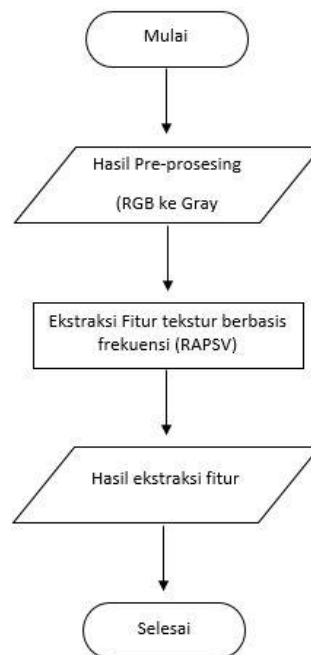 Mulai
Hasil Pre-prosesing
(RGB ke Gray
Ekstraksi Fitur tekstur berbasis
frekuensi (RAPSV)
Hasil ekstraksi fitur
Selesai